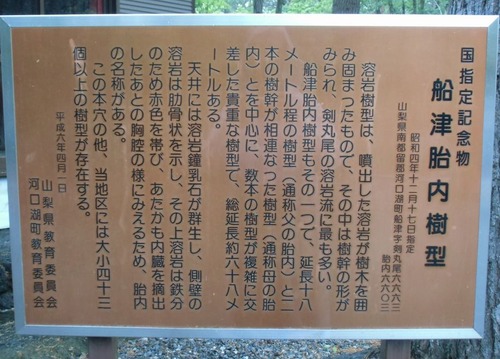 国指定記念物
船津胎内樹型
昭和四年十二月十七日指定
山梨県南都留郡河口湖町船津字剣丸尾六六六三
胎内六六〇三
溶岩樹型は、噴出した溶岩が樹木を囲
み固まつたもので、その中は樹幹の形が
みられ、剣丸尾の溶岩流に最も多い。
船津胎内樹型もその一つで、延長十八
メートル程の樹型(通称父の胎内)と二
本の樹幹が相連なった樹型(通称母の胎
内)とを中心に、数本の樹型が複雑に交
差した貴重な樹型で、総延長約六十八メ
ートルある。
天井には溶岩鐘乳石が群生し、側壁の
溶岩は肋骨状を示し、その上溶岩は鉄分
のため赤色を帯び、あたかも内臓を摘出
したあとの胸腔の様にみえるため、胎内
の名称がある。
この本穴の他、当地区には大小四十三
個以上の樹型が存在する。
平成六年四月一日
山梨県教育委員会
河口湖町教育委員会